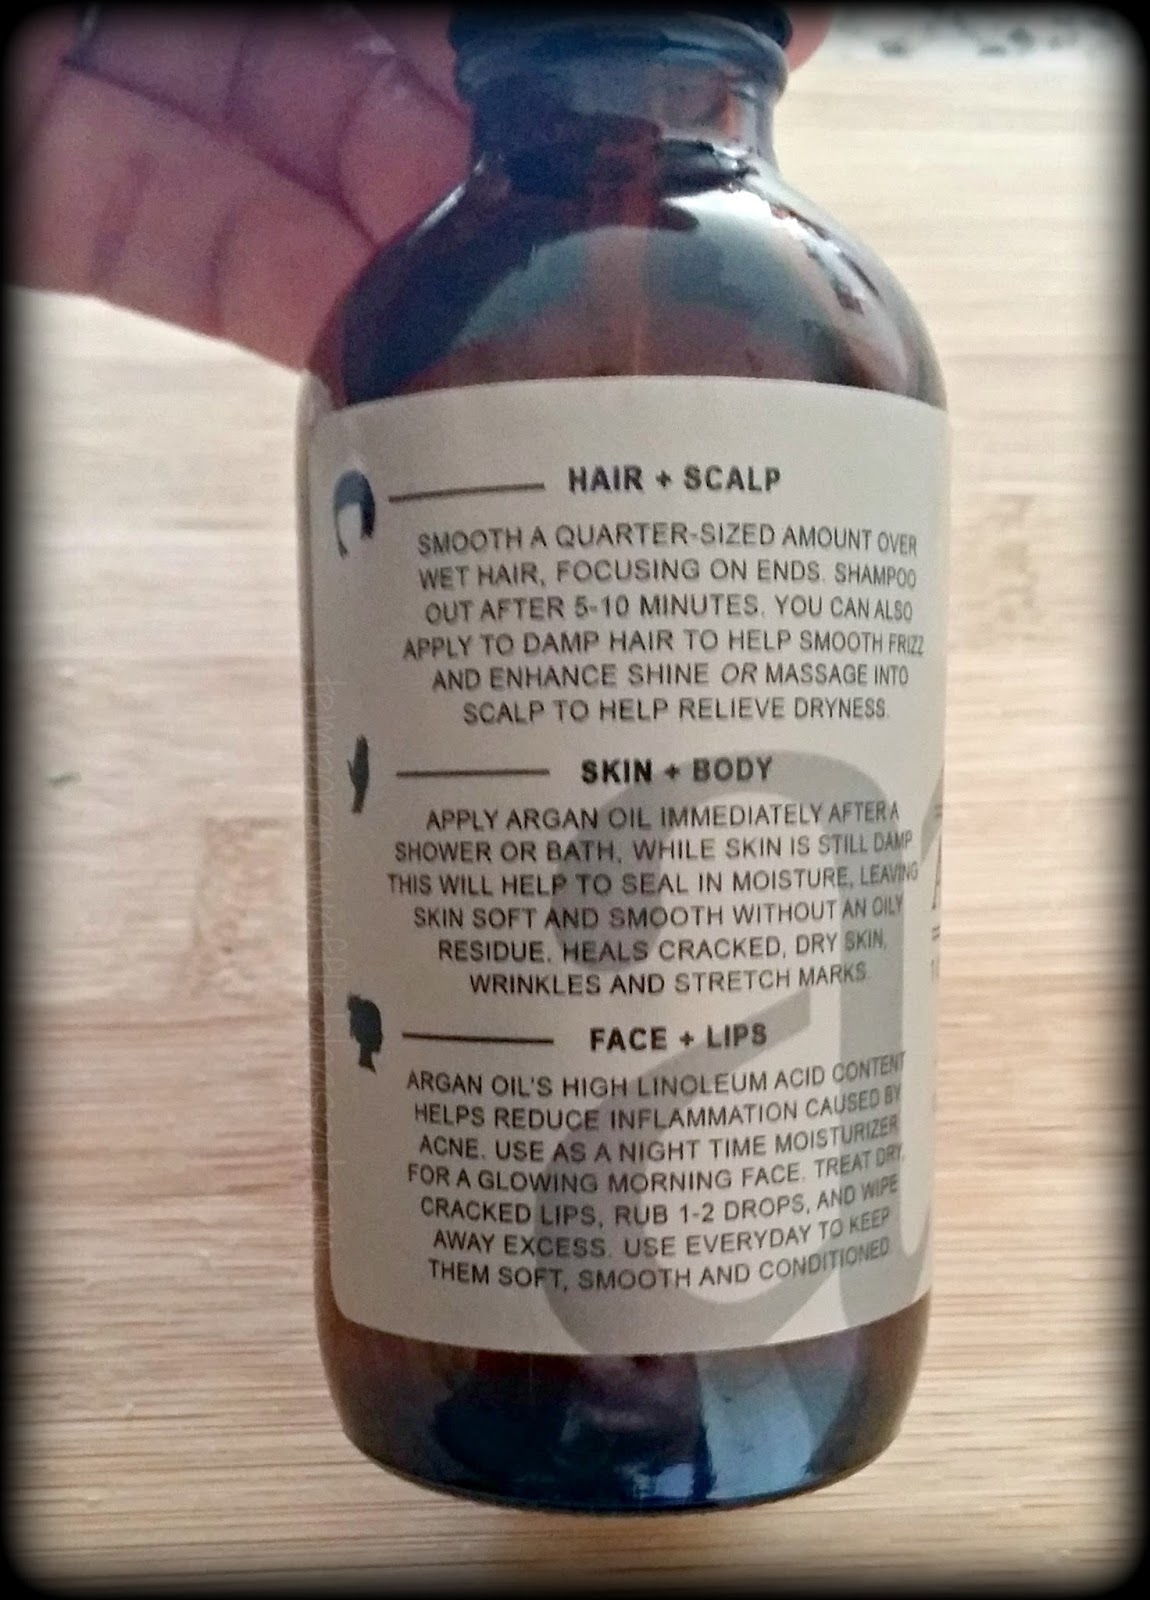 HAIR + SCALP
SMOOTH A QUARTER-SIZED AMOUNT OVER
WET HAIR, FOCUSING ON ENDS. SHAMPOO
OUT AFTER 5-10 MINUTES. YOU CAN ALSO
APPLY TO DAMP HAIR TO HELP SMOOTH FRIZZ
AND ENHANCE SHINE OR MASSAGE INTO
SCALP TO HELP RELIEVE DRYNESS.
SKIN + BODY
APPLY ARGAN OIL IMMEDIATELY AFTER A
SHOWER OR BATH, WHILE SKIN IS STILL DAMP
THIS WILL HELP TO SEAL IN MOISTURE, LEAVING
SKIN SOFT AND SMOOTH WITHOUT AN OILY
RESIDUE. HEALS CRACKED, DRY SKIN,
WRINKLES AND STRETCH MARKS.
FACE + LIPS
ARGAN OIL'S HIGH LINOLEUM ACID CONTENT
HELPS REDUCE INFLAMMATION CAUSED BY
ACNE. USE AS A NIGHT TIME MOISTURIZER
FOR A GLOWING MORNING FACE. TREAT DRY,
CRACKED LIPS, RUB 1-2 DROPS, AND WIPE
AWAY EXCESS. USE EVERYDAY TO KEEP
THEM SOFT, SMOOTH AND CONDITIONED